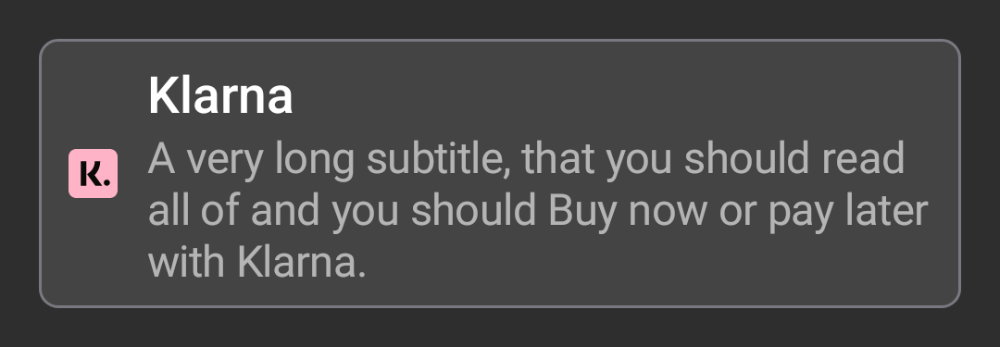 Klarna
K.
A very long subtitle, that you should read
all of and you should Buy now or pay later
with Klarna.